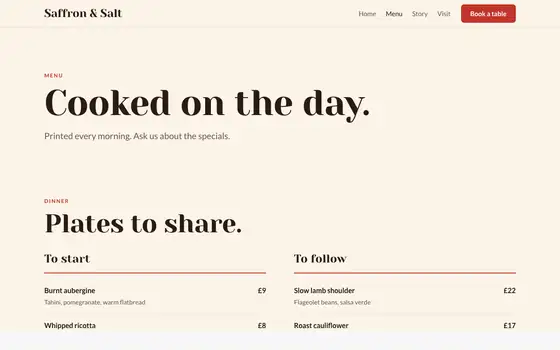 Saffron & Salt
Home Menu Story Visit Book a table
MENU
Cooked on the day.
Printed every morning. Ask us about the specials.
DINNER
Plates to share.
To start
Burnt aubergine £9
Tahini, pomegranate, warm flatbread
Whipped ricotta £8
To follow
Slow lamb shoulder £22
Flageolet beans, salsa verde
Roast cauliflower £17